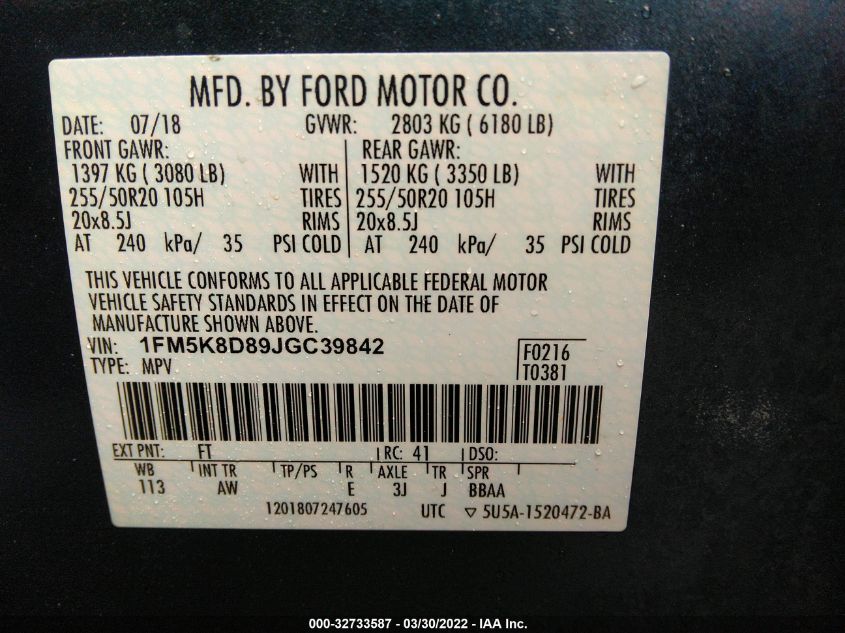 MFD. BY FORD MOTOR CO.
DATE: 07/18 GVWR: 2803 KG ( 6180 LB)
FRONT GAWR: REAR GAWR:
1397 KG ( 3080 LB) WITH 1520 KG ( 3350 LB) WITH
255/50R20 105H TIRES 255/50R20 105H TIRES
20x8.5J RIMS 20x8.5J RIMS
AT 240 kPa/ 35 PSI COLD AT 240 kPa/ 35 PSI COLD
THIS VEHICLE CONFORMS TO ALL APPLICABLE FEDERAL MOTOR
VEHICLE SAFETY STANDARDS IN EFFECT ON THE DATE OF
MANUFACTURE SHOWN ABOVE.
VIN: 1FM5K8D89JGC39842 F0216
TYPE: MPV T0381
EXT PNT: FT RC: 41 DSO:
WB INT TR TP/PS R AXLE TR SPR
113 AW E 3J J BBAA
1201807247605 UTC ▽ 5U5A-1520472-BA
000-32733587 - 03/30/2022 - IAA Inc.